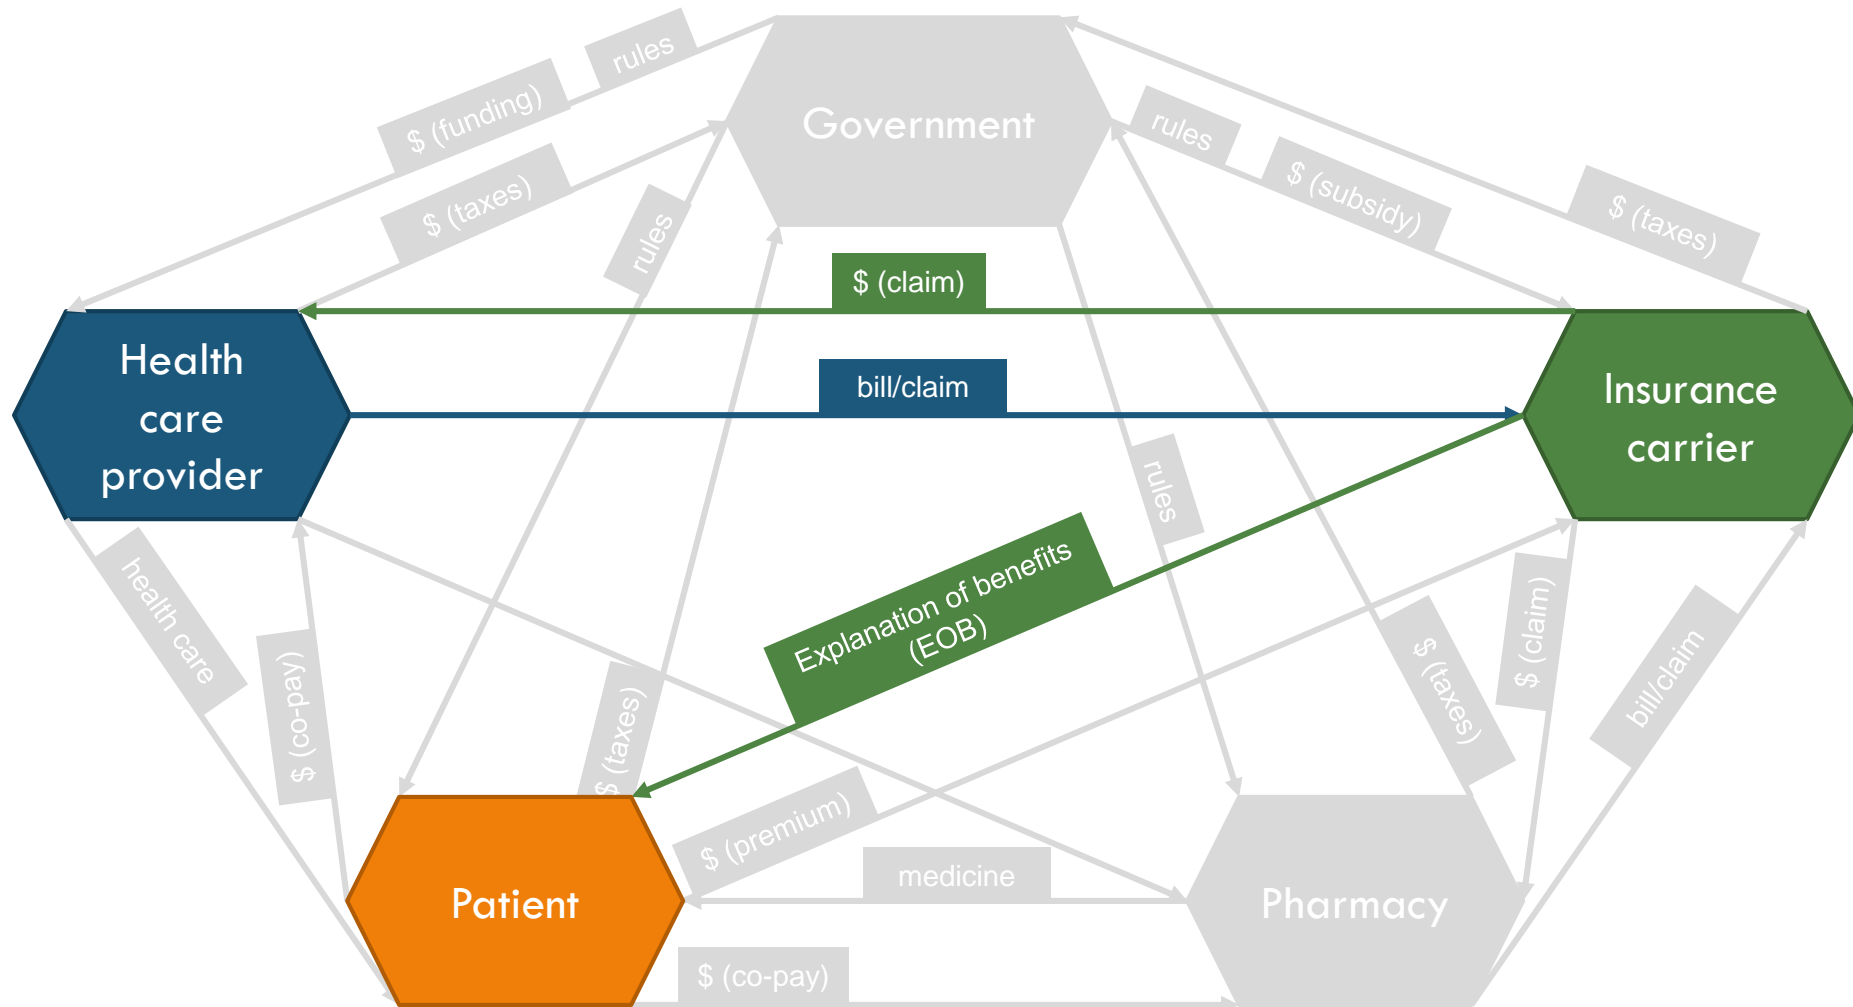 rules
$ (funding)
Government
rules
$ (taxes)
$ (subsidy)
$ (taxes)
rules
$ (claim)
Health
care
provider
bill/claim
Insurance
carrier
rules
Explanation of benefits
(EOB)
health care
$ (co-pay)
$ (taxes)
$ (claim)
$ (taxes)
bill/claim
$ (premium)
medicine
Patient
Pharmacy
$ (co-pay)